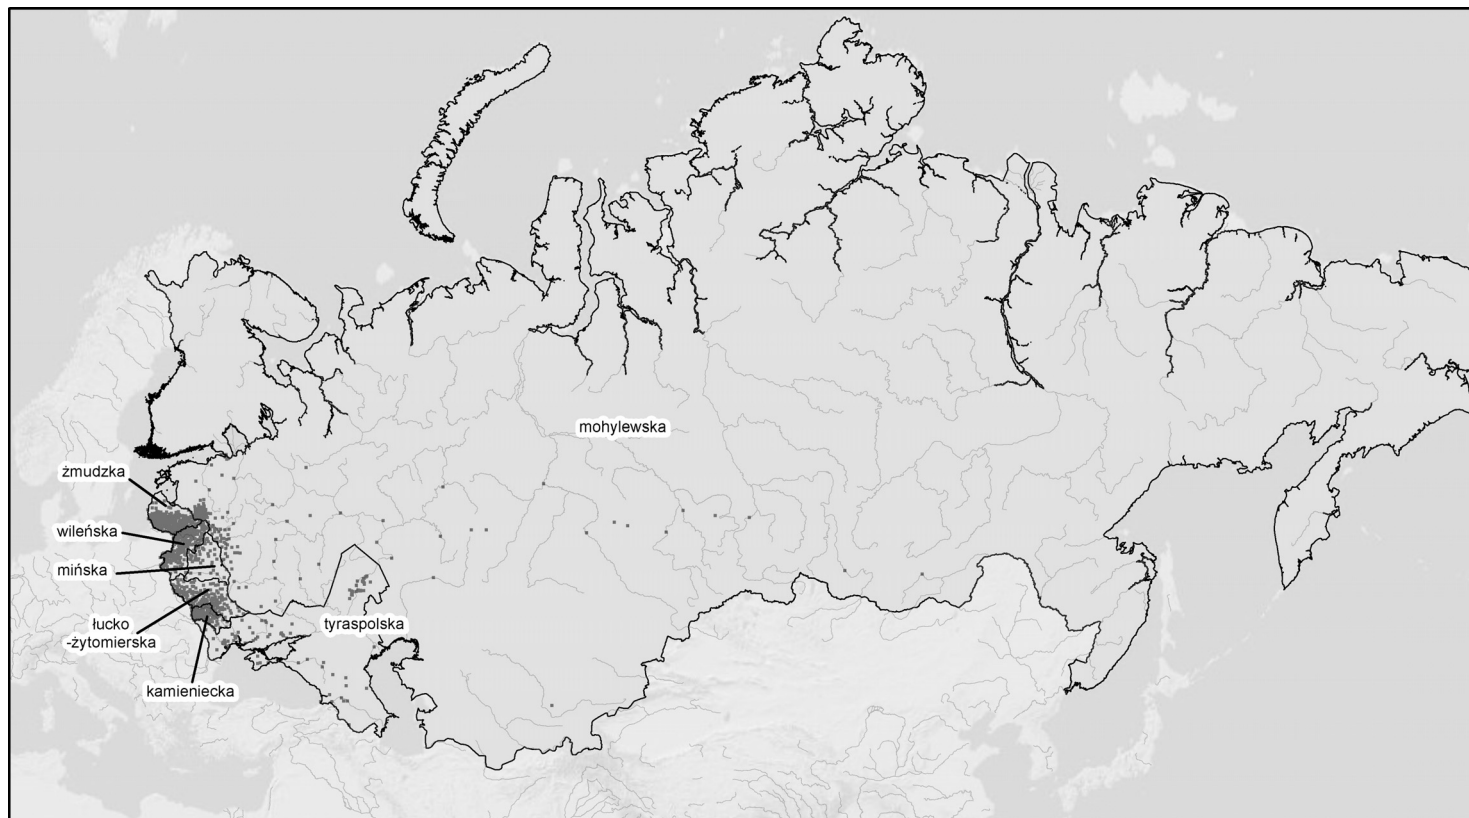 mohylewska
żmudzka
wileńska
mińska
łucko
-żytomierska
tyraspolska
kamieniecka